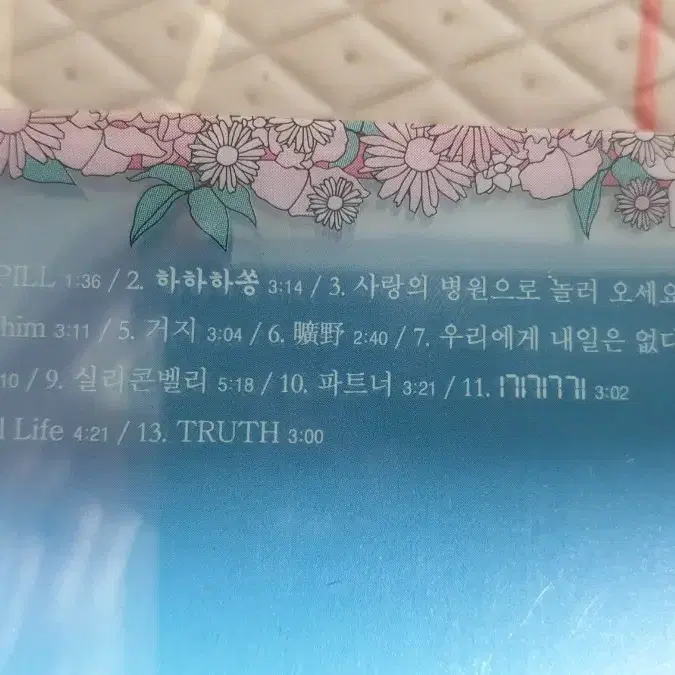 PILL 1:36 / 2. 하하하쏭 3:14 / 3. 사랑의 병원으로 놀러 오세요
him 3:11 / 5. 거지 3:04 / 6. 曠野 2:40 / 7. 우리에게 내일은 없다
10 / 9. 실리콘벨리 5:18 / 10. 파트너 3:21 / 11. 3:02
l Life 4:21 / 13. TRUTH 3:00